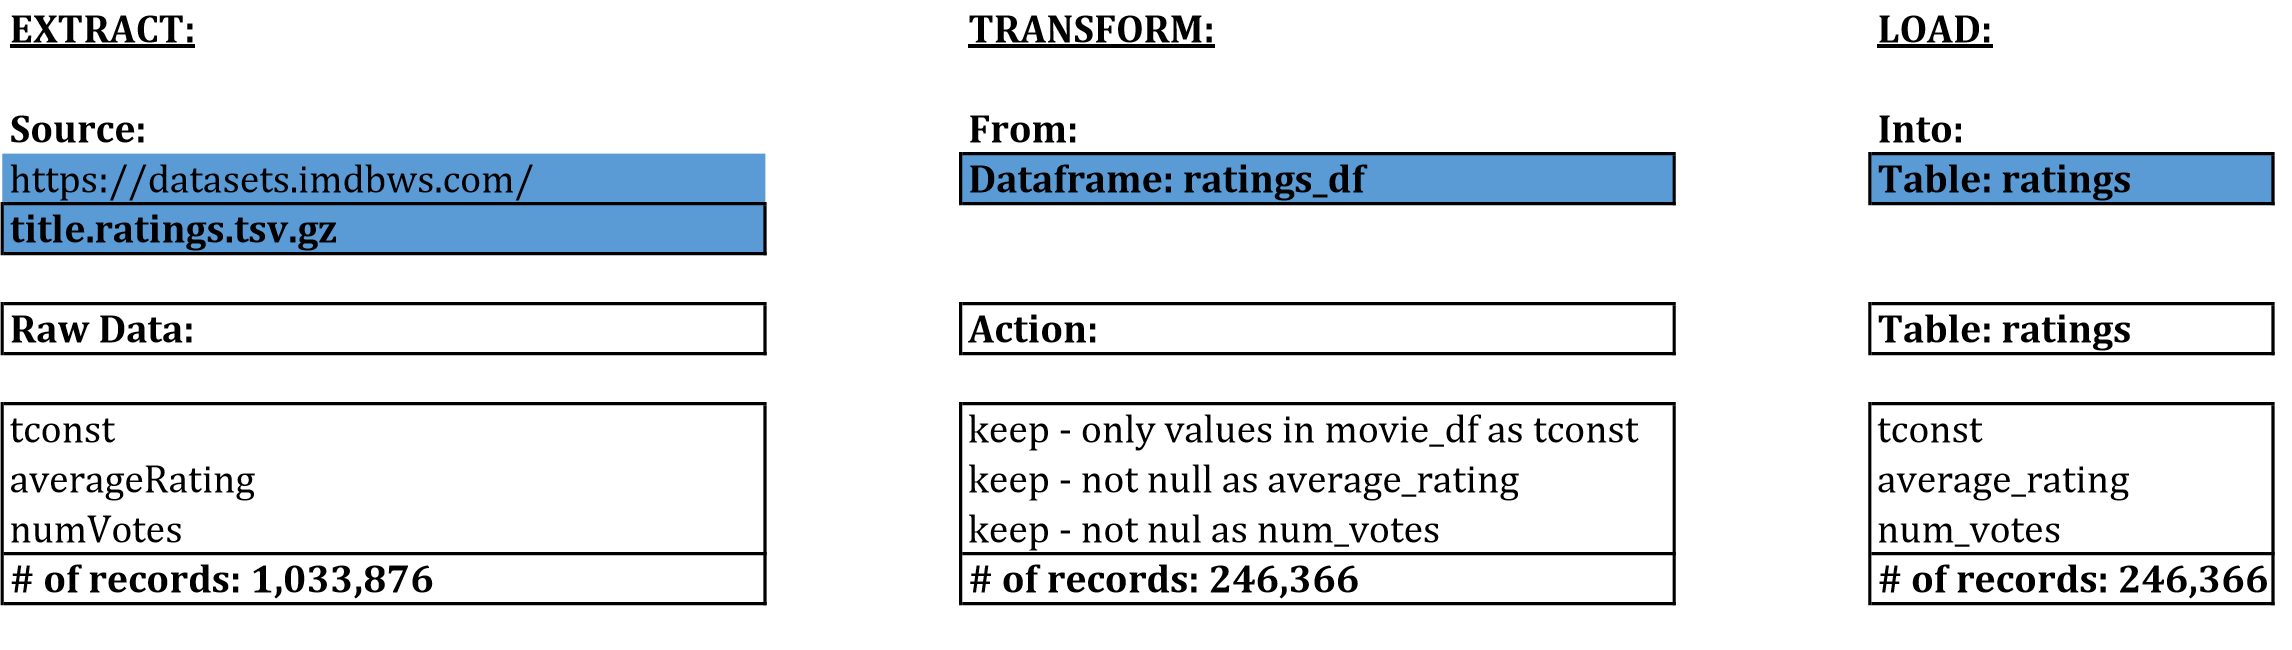 EXTRACT:
Source:
https://datasets.imdbws.com/
title.ratings.tsv.gz
Raw Data:
tconst
averageRating
numVotes
# of records: 1,033,876
TRANSFORM:
From:
Dataframe: ratings_df
Action:
keep - only values in movie_df as tconst
keep - not null as average_rating
keep - not nul as num_votes
# of records: 246,366
LOAD:
Into:
Table: ratings
Table: ratings
tconst
average_rating
num_votes
# of records: 246,366